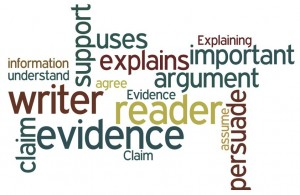 support
uses
Explaining
information
explains
important
understand
agree
argument
writer
Evidence
reader
claim
evidence
assume
persuade
Claim